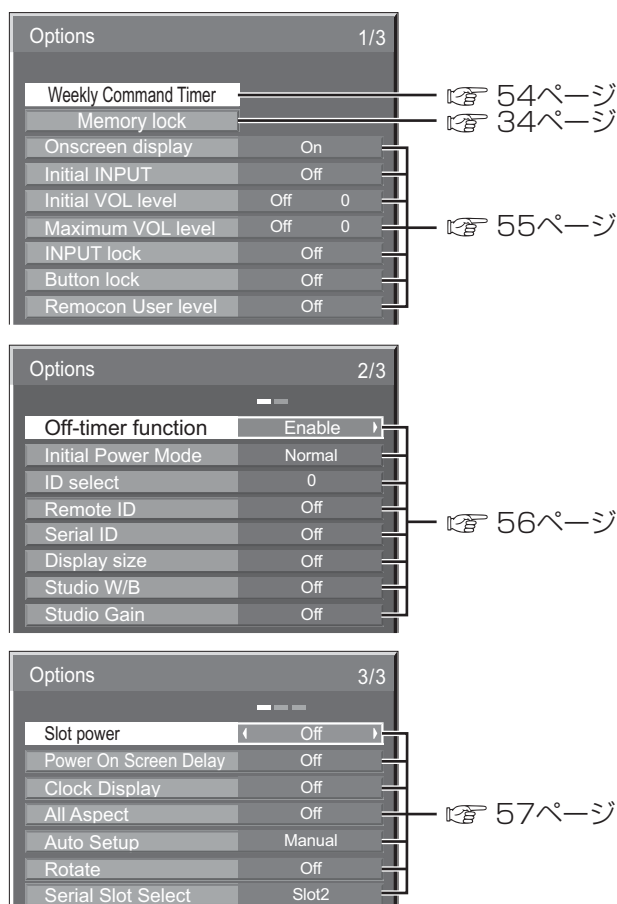 Options 1/3
Weekly Command Timer ☞ 54ページ
Memory lock ☞ 34ページ
Onscreen display On
Initial INPUT Off
Initial VOL level Off 0
Maximum VOL level Off 0 ☞ 55ページ
INPUT lock Off
Button lock Off
Remocon User level Off
Options 2/3
Off-timer function Enable
Initial Power Mode Normal
ID select 0
Remote ID Off ☞ 56ページ
Serial ID Off
Display size Off
Studio W/B Off
Studio Gain Off
Options 3/3
Slot power Off
Power On Screen Delay Off
Clock Display Off
All Aspect Off ☞ 57ページ
Auto Setup Manual
Rotate Off
Serial Slot Select Slot2